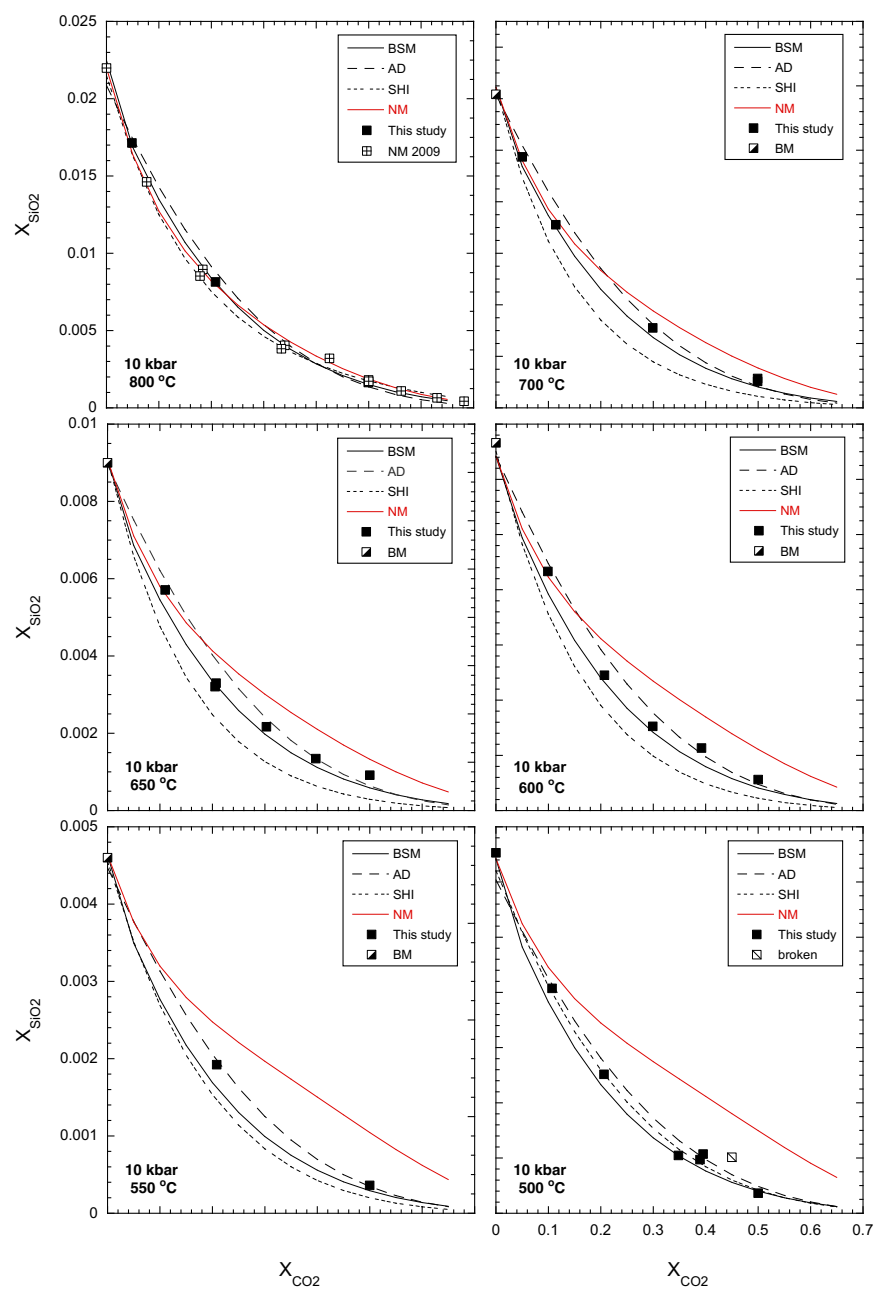 0.025
0.02
0.015
0.01
0.005
0
X_SiO2
BSM
AD
SHI
NM
This study
NM 2009
10 kbar
800 °C
BSM
AD
SHI
NM
This study
BM
10 kbar
700 °C
0.01
0.008
0.006
0.004
0.002
0
X_SiO2
BSM
AD
SHI
NM
This study
BM
10 kbar
650 °C
BSM
AD
SHI
NM
This study
BM
10 kbar
600 °C
0.005
0.004
0.003
0.002
0.001
0
X_SiO2
BSM
AD
SHI
NM
This study
BM
10 kbar
550 °C
X_CO2
BSM
AD
SHI
NM
This study
broken
10 kbar
500 °C
0 0.1 0.2 0.3 0.4 0.5 0.6 0.7
X_CO2